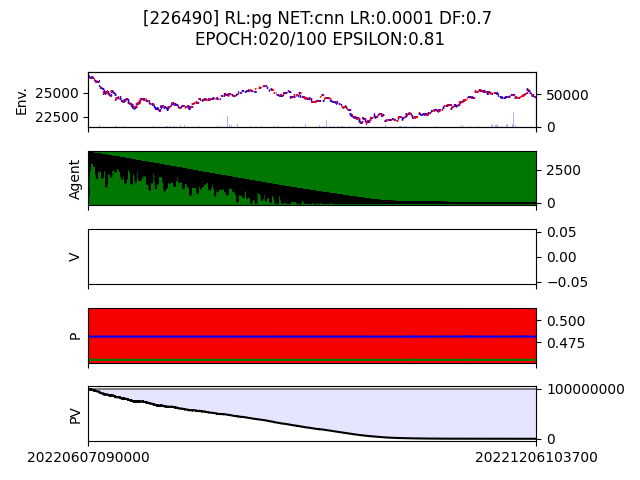 [226490] RL:pg NET:cnn LR:0.0001 DF:0.7
EPOCH:020/100 EPSILON:0.81
Env.
25000
22500
50000
0
Agent
2500
0
V
0.05
0.00
−0.05
P
0.500
0.475
PV
100000000
0
20220607090000
20221206103700